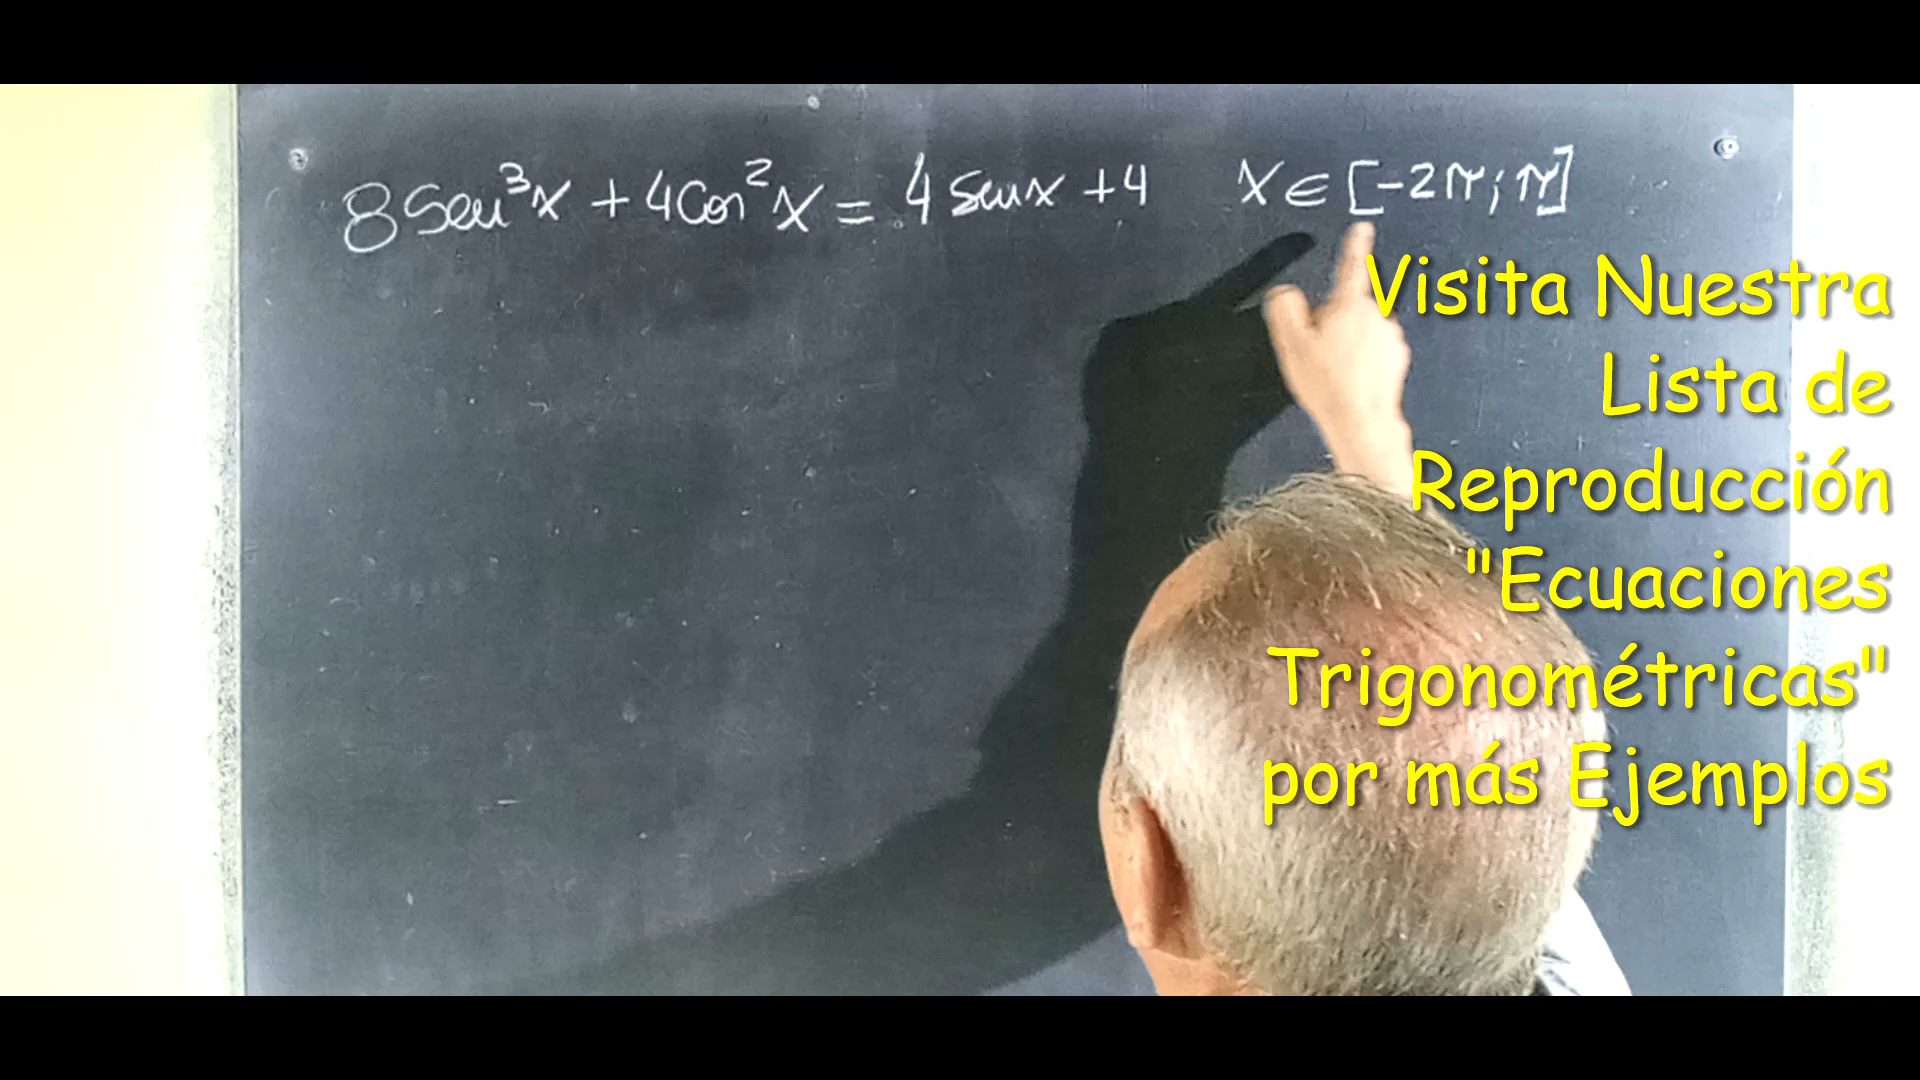 8 Sen³x + 4Cos²x = 4 senx + 4 x ∈ [-2π; π]
Visita Nuestra
Lista de
Reproducción
"Ecuaciones
Trigonométricas"
por más Ejemplos